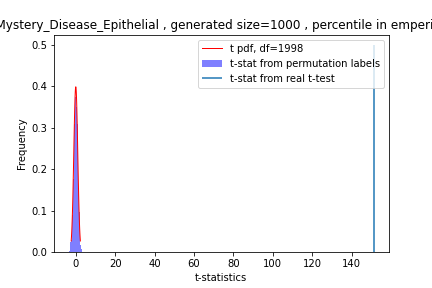 Mystery_Disease_Epithelial , generated size=1000 , percentile in
t pdf, df=1998
t-stat from permutation labels
t-stat from real t-test
Frequency
0.5
0.4
0.3
0.2
0.1
0.0
0
20
40
60
80
100
120
140
t-statistics